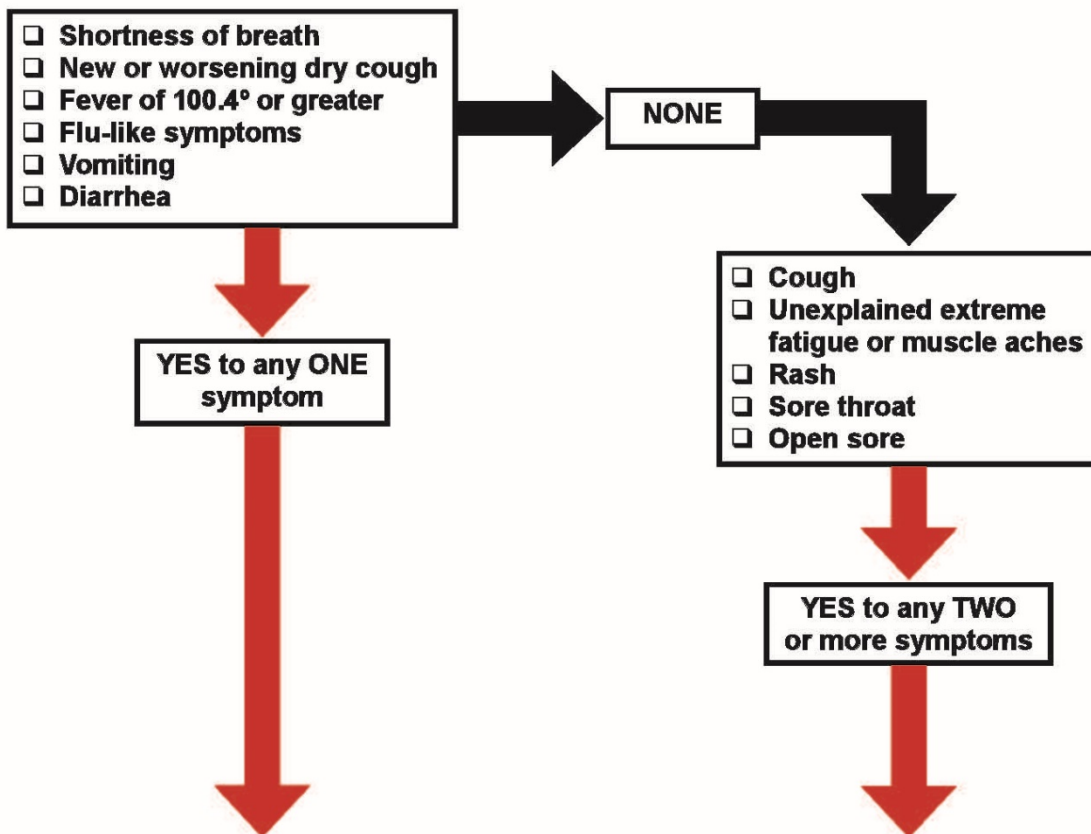 ❑ Shortness of breath
❑ New or worsening dry cough
❑ Fever of 100.4º or greater
❑ Flu-like symptoms
❑ Vomiting
❑ Diarrhea
NONE
YES to any ONE
symptom
❑ Cough
❑ Unexplained extreme
fatigue or muscle aches
❑ Rash
❑ Sore throat
❑ Open sore
YES to any TWO
or more symptoms